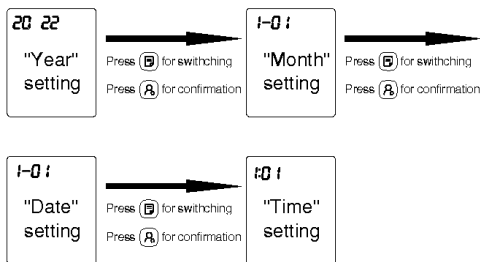 20 22
"Year"
setting
Press for swithching
Press for confirmation
1-01
"Month"
setting
Press for swithching
Press for confirmation
1-01
"Date"
setting
Press for swithching
Press for confirmation
1:01
"Time"
setting